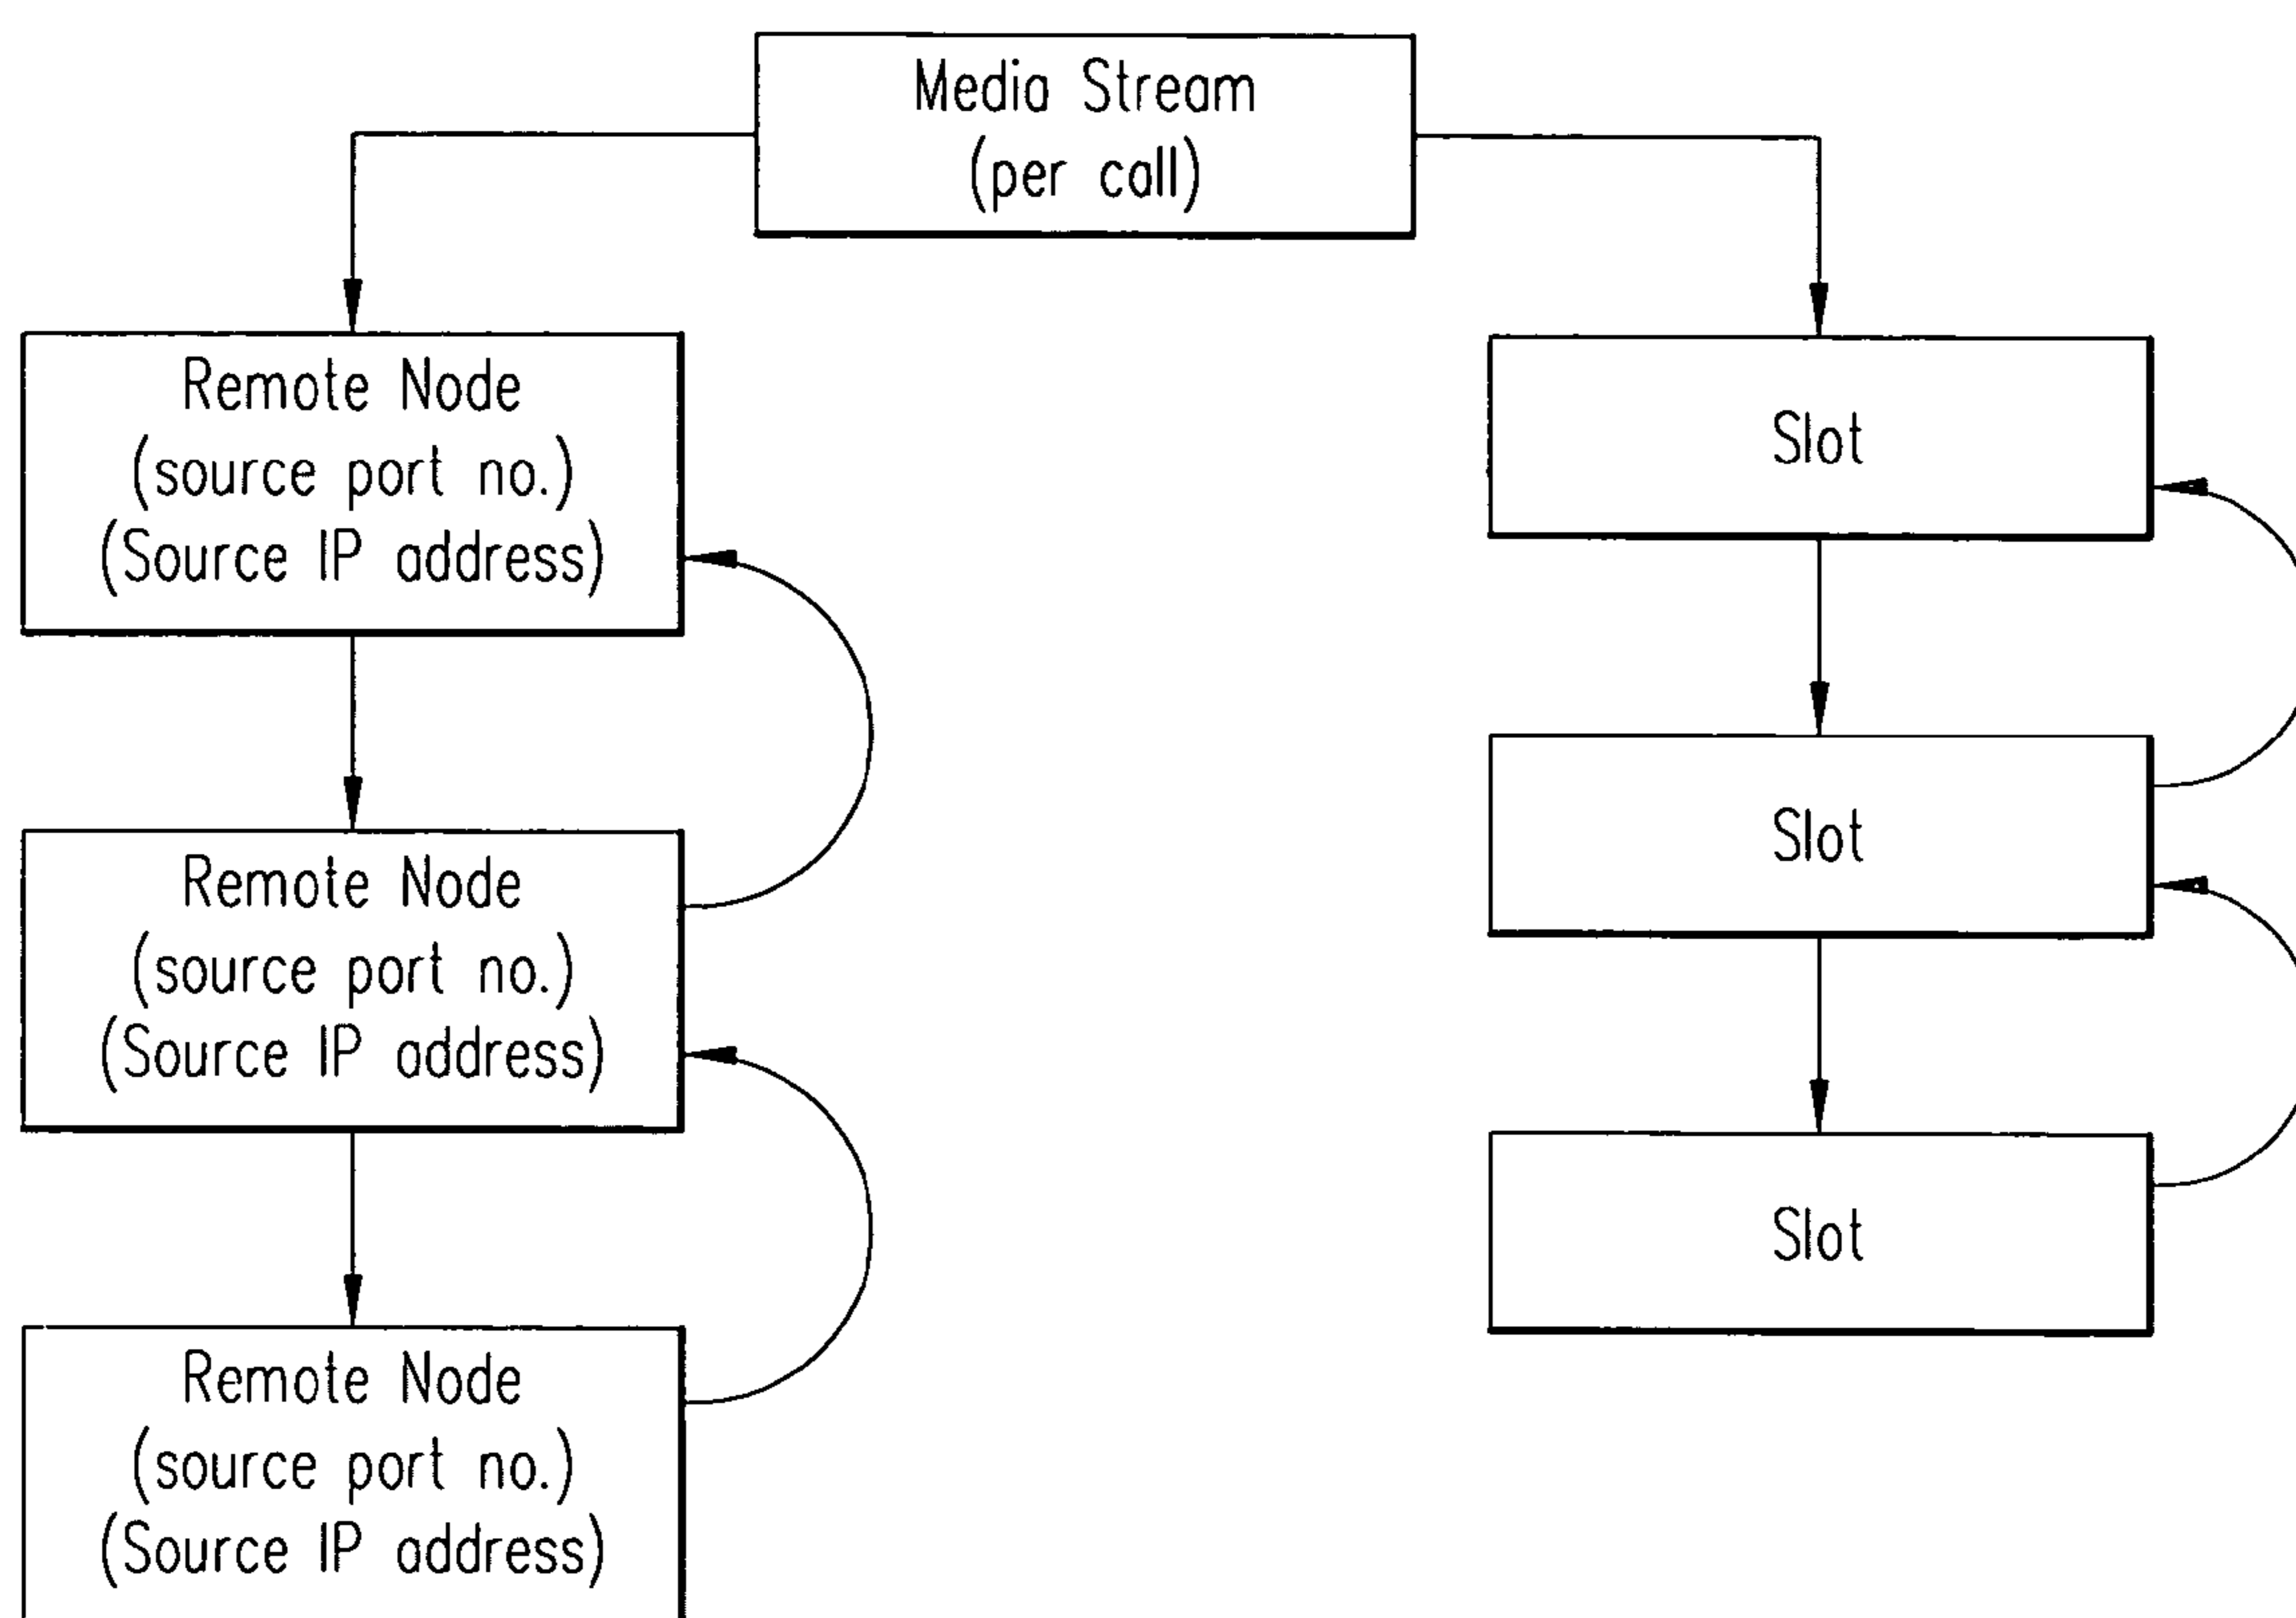 Media Stream
(per call)
Remote Node
(source port no.)
(Source IP address)
Slot
Remote Node
(source port no.)
(Source IP address)
Slot
Remote Node
(source port no.)
(Source IP address)
Slot